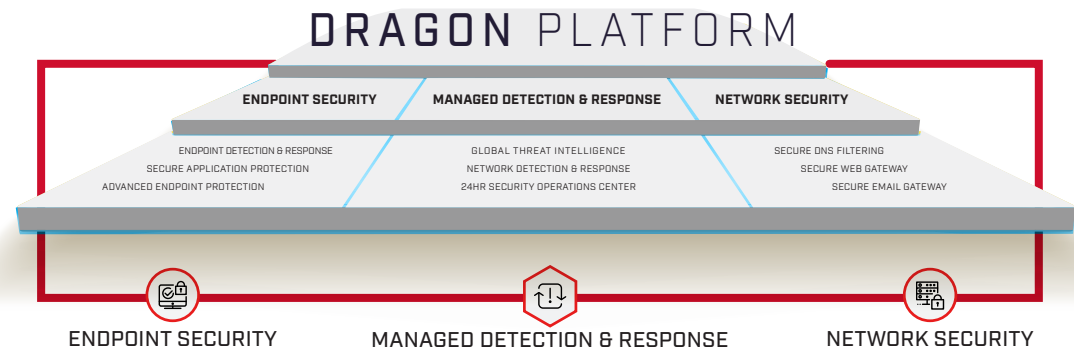 DRAGON PLATFORM
ENDPOINT SECURITY
MANAGED DETECTION & RESPONSE
NETWORK SECURITY
ENDPOINT DETECTION & RESPONSE
SECURE APPLICATION PROTECTION
ADVANCED ENDPOINT PROTECTION
GLOBAL THREAT INTELLIGENCE
NETWORK DETECTION & RESPONSE
24HR SECURITY OPERATIONS CENTER
SECURE DNS FILTERING
SECURE WEB GATEWAY
SECURE EMAIL GATEWAY
ENDPOINT SECURITY
MANAGED DETECTION & RESPONSE
NETWORK SECURITY